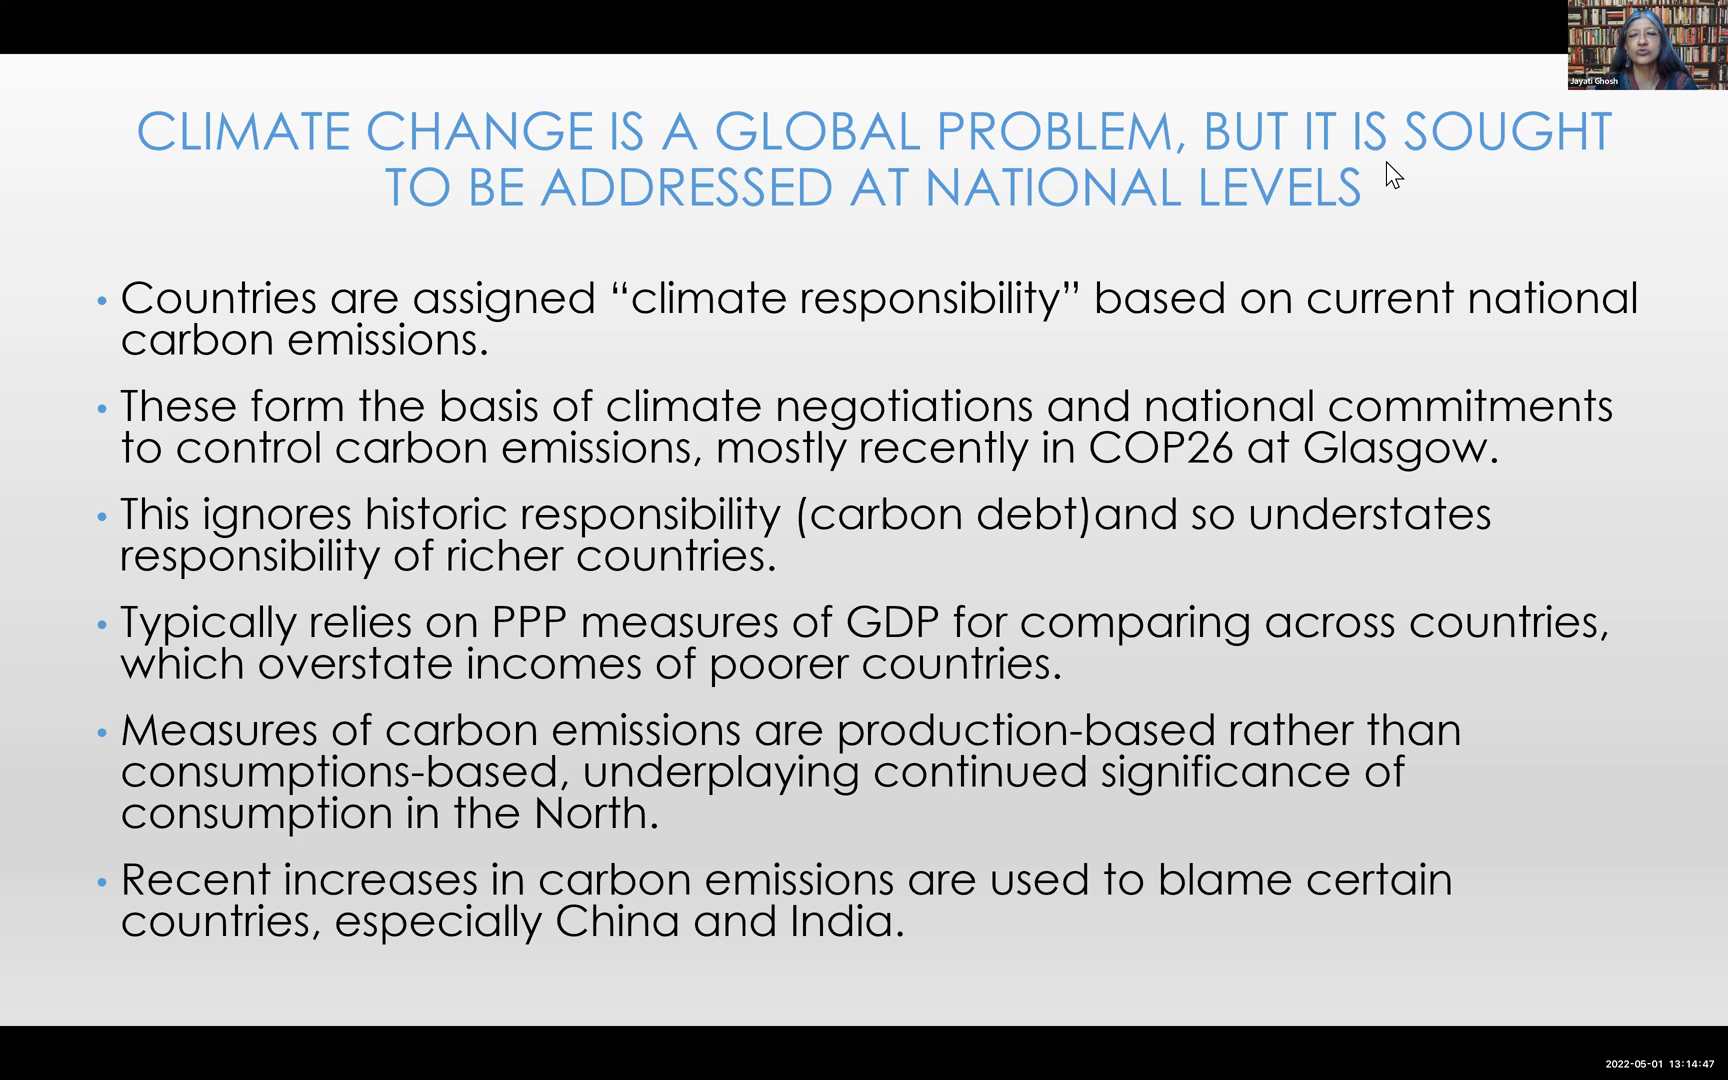 Jayati Ghosh
CLIMATE CHANGE IS A GLOBAL PROBLEM, BUT IT IS SOUGHT
TO BE ADDRESSED AT NATIONAL LEVELS
• Countries are assigned “climate responsibility” based on current national
carbon emissions.
• These form the basis of climate negotiations and national commitments
to control carbon emissions, mostly recently in COP26 at Glasgow.
• This ignores historic responsibility (carbon debt)and so understates
responsibility of richer countries.
• Typically relies on PPP measures of GDP for comparing across countries,
which overstate incomes of poorer countries.
• Measures of carbon emissions are production-based rather than
consumptions-based, underplaying continued significance of
consumption in the North.
• Recent increases in carbon emissions are used to blame certain
countries, especially China and India.
2022-05-01 13:14:47